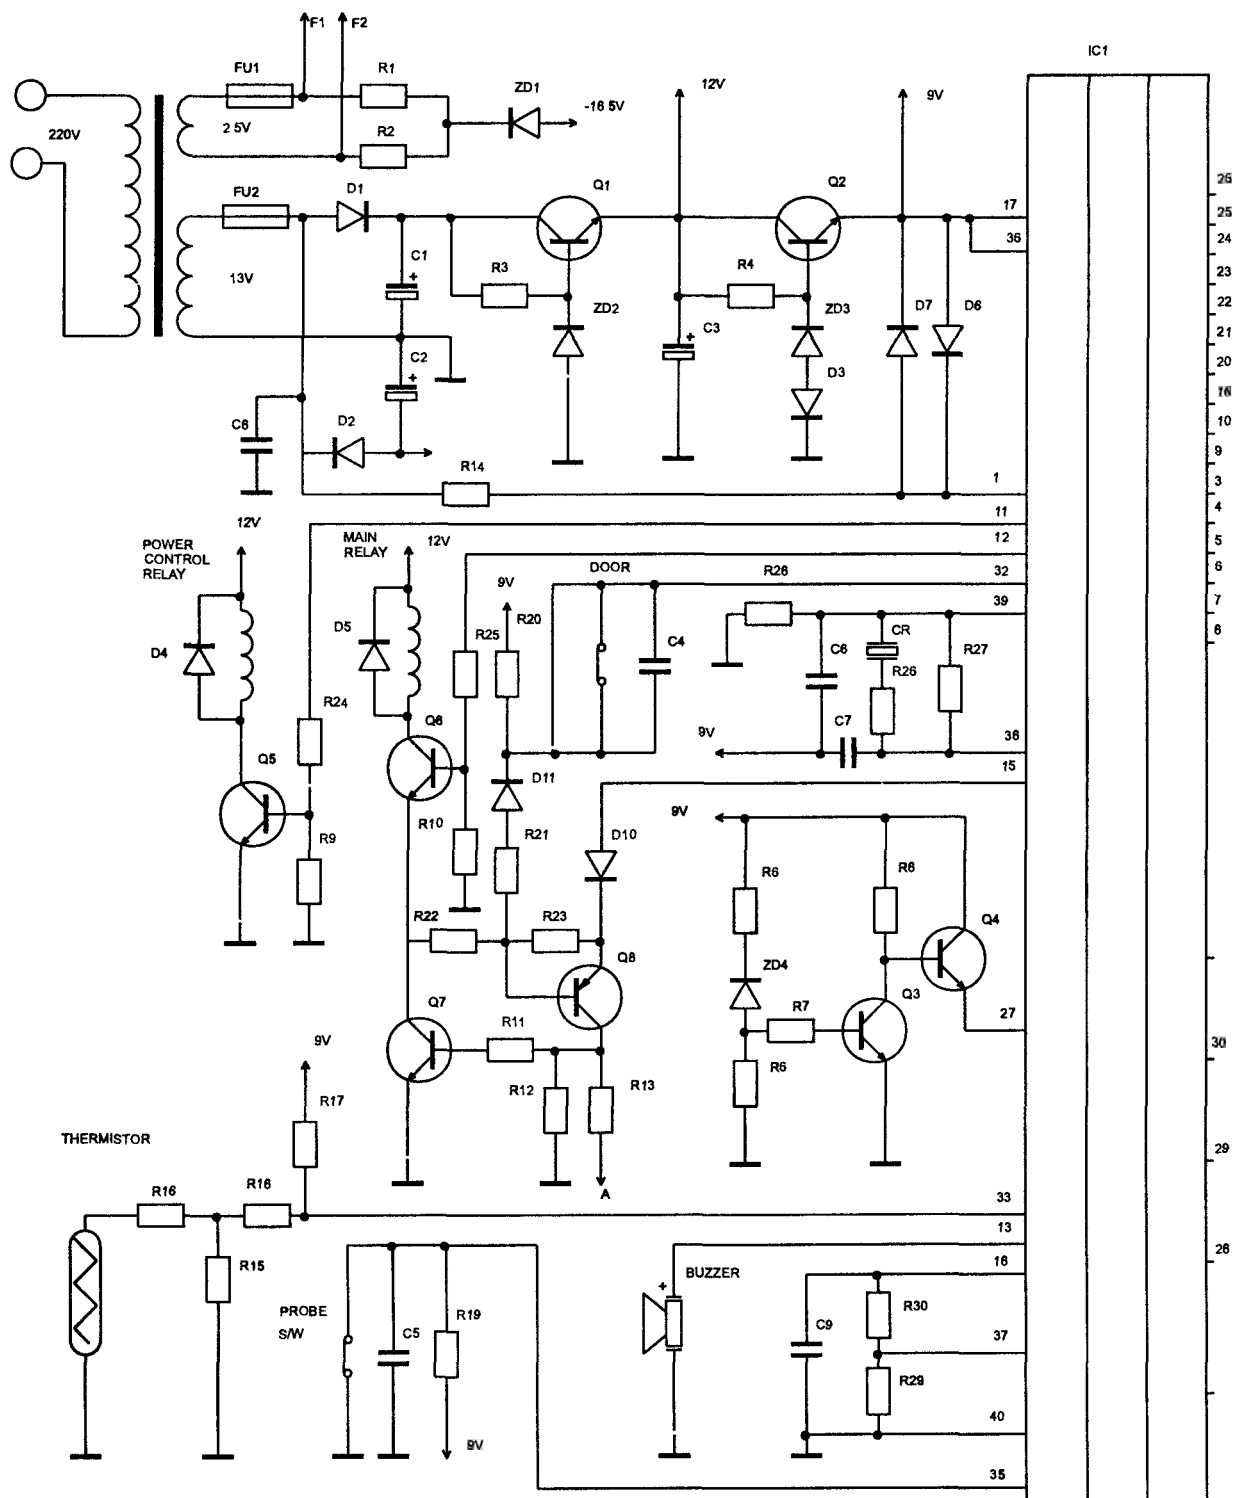 F1 F2
IC1
FU1 R1 ZD1
220V 2 5V R2 -16 5V
12V 9V
FU2 D1 Q1 Q2 17
36
13V C1 + R3 R4
ZD2 C3 + ZD3 D7 D6
C2 + D3
C8 D2
R14 1
11
12V 12V 12
POWER
CONTROL
RELAY
MAIN
RELAY
9V DOOR R28 32
39
D4 D5 R25 R20 C4 C6 CR R27
R26
R24 Q6 9V C7 38
15
Q5 D11
R9 R10 R21 D10 9V
R6 R6
R22 R23 Q4
Q8 ZD4
Q7 R11 R7 Q3 27
9V R12 R13 R6
R17
THERMISTOR
R16 R18 A 33
13
R15 BUZZER + 16
PROBE
S/W
C5 R19 C9 R30
37
R29
9V 40
35
26
25
24
23
22
21
20
16
10
9
3
4
5
6
7
6
30
29
26